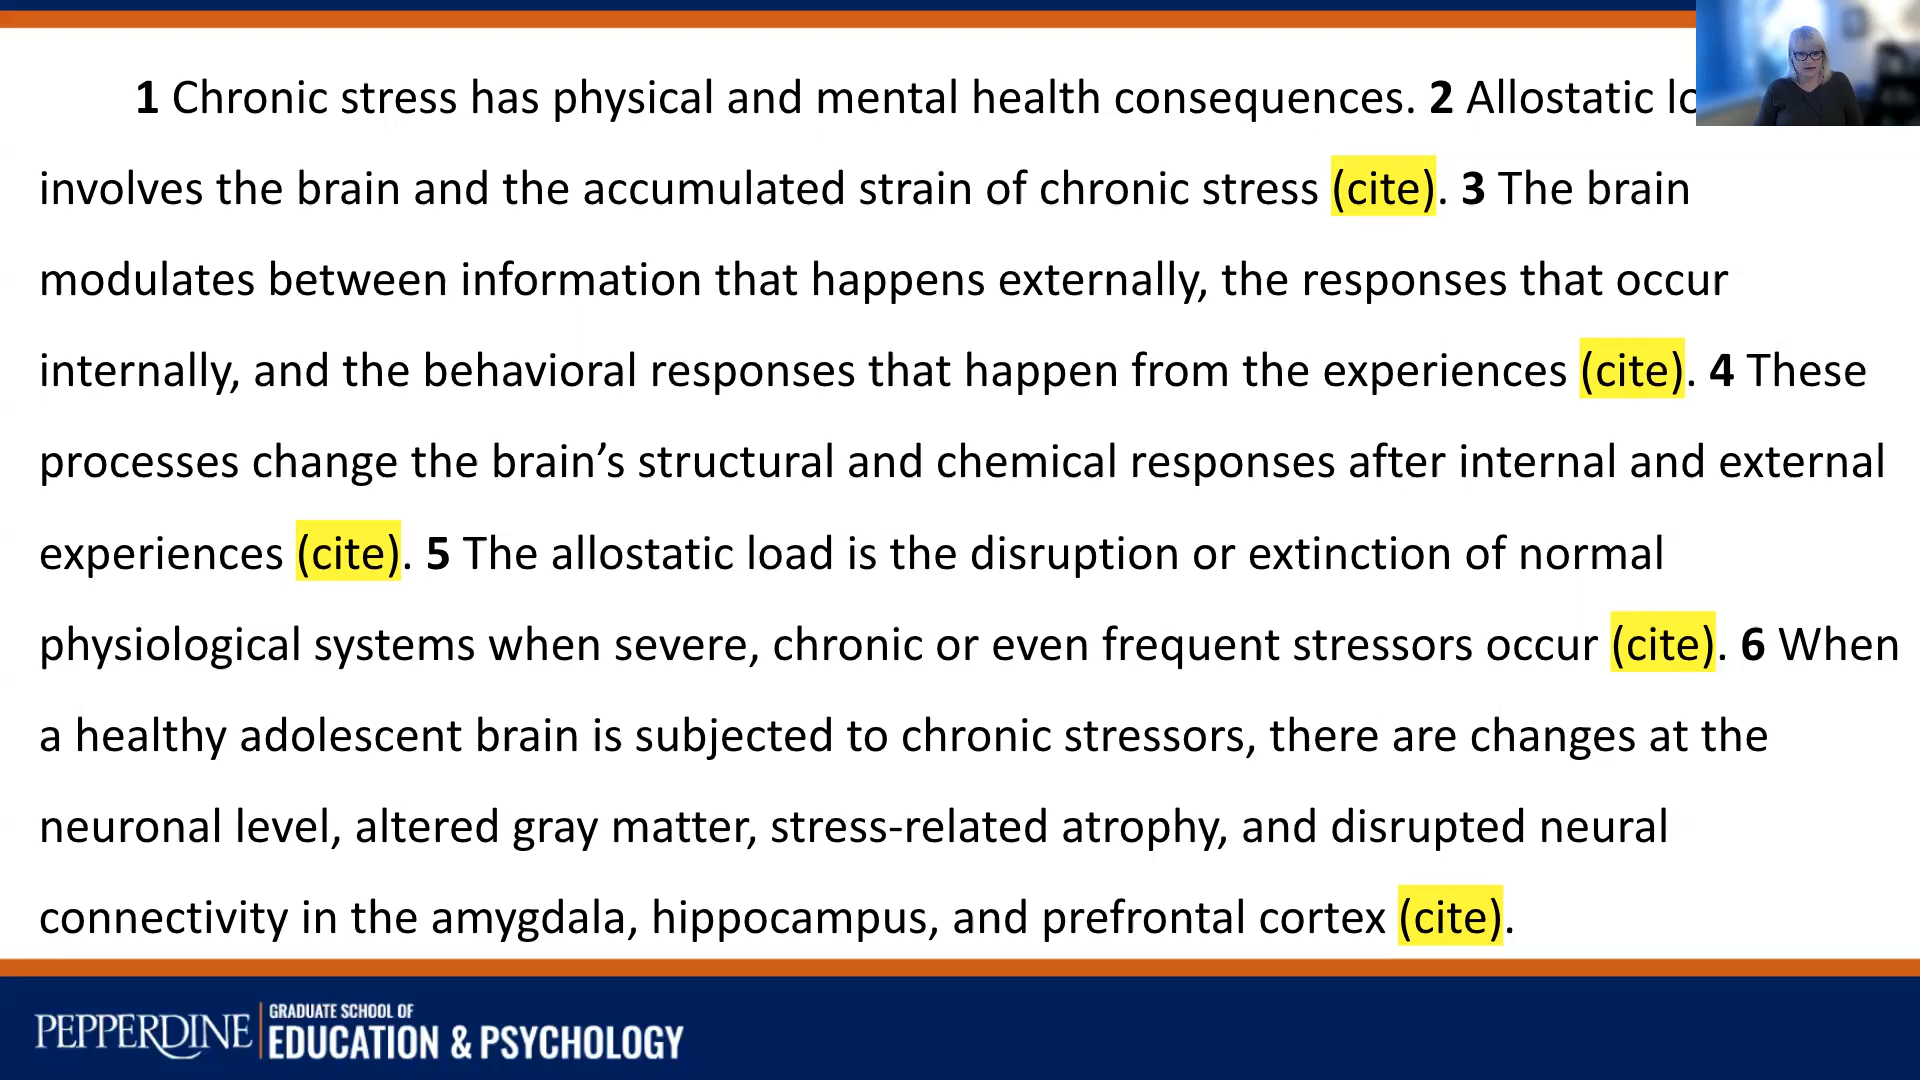 1 Chronic stress has physical and mental health consequences. 2 Allostatic
involves the brain and the accumulated strain of chronic stress (cite). 3 The brain
modulates between information that happens externally, the responses that occur
internally, and the behavioral responses that happen from the experiences (cite). 4 These
processes change the brain’s structural and chemical responses after internal and external
experiences (cite). 5 The allostatic load is the disruption or extinction of normal
physiological systems when severe, chronic or even frequent stressors occur (cite). 6 When
a healthy adolescent brain is subjected to chronic stressors, there are changes at the
neuronal level, altered gray matter, stress-related atrophy, and disrupted neural
connectivity in the amygdala, hippocampus, and prefrontal cortex (cite).
PEPPERDINE
GRADUATE SCHOOL OF
EDUCATION & PSYCHOLOGY